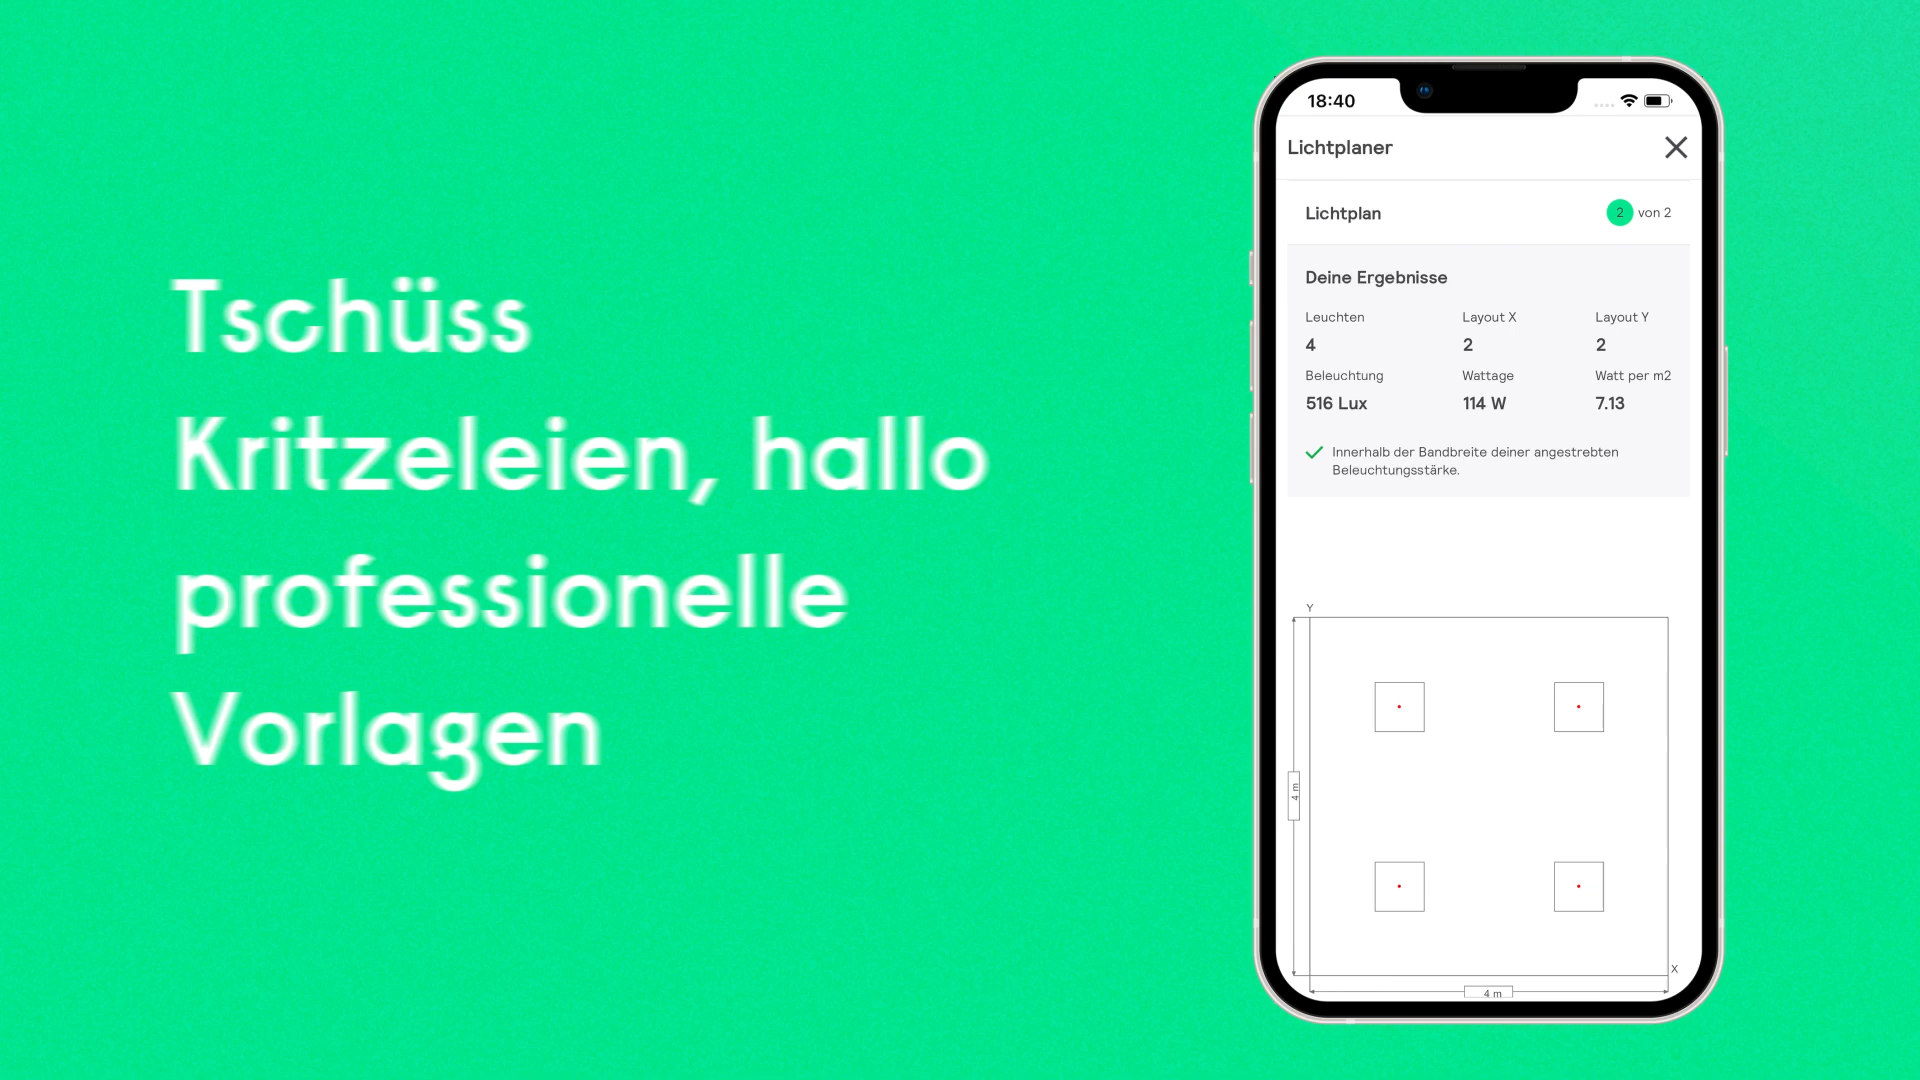 Tschüss
Kritzeleien, hallo
professionelle
Vorlagen
18:40
Lichtplaner
Lichtplan
2 von 2
Deine Ergebnisse
Leuchten Layout X Layout Y
4 2 2
Beleuchtung Wattage Watt per m2
516 Lux 114 W 7.13
Innerhalb der Bandbreite deiner angestrebten
Beleuchtungsstärke.
Y
4 m
X
4 m